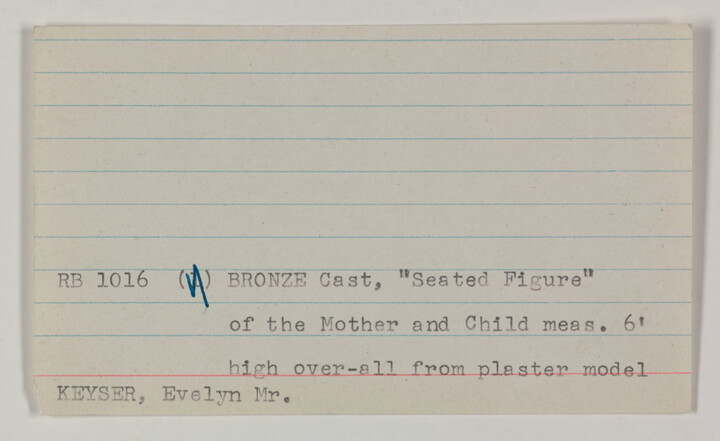 RB 1016 () BRONZE Cast, "Seated Figure"
of the Mother and Child meas. 6'
high over-all from plaster model
KEYSER, Evelyn Mr.